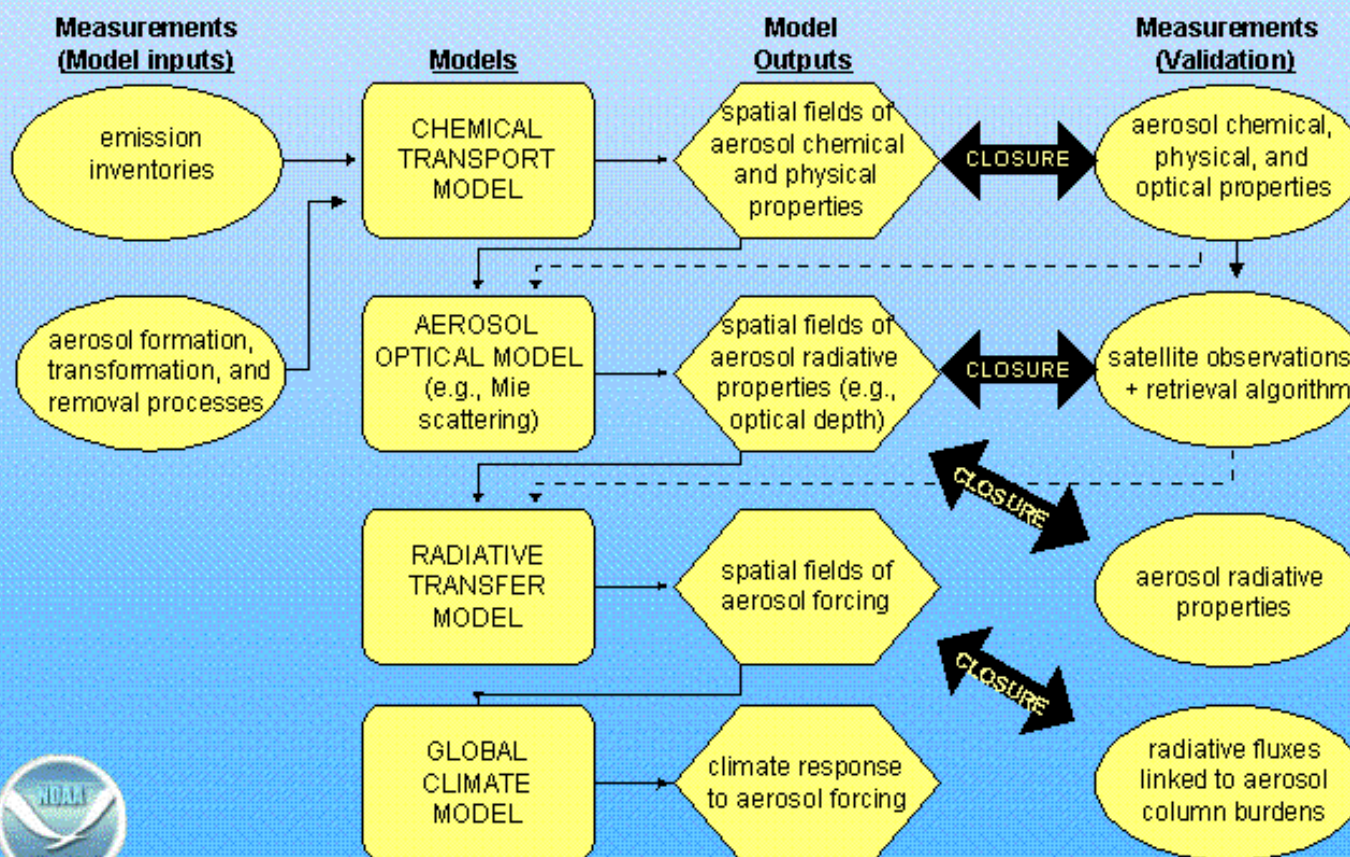 Measurements
(Model inputs)
Models
Model
Outputs
Measurements
(Validation)
emission
inventories
CHEMICAL
TRANSPORT
MODEL
spatial fields of
aerosol chemical
and physical
properties
CLOSURE
aerosol chemical,
physical, and
optical properties
aerosol formation,
transformation, and
removal processes
AEROSOL
OPTICAL MODEL
(e.g., Mie
scattering)
spatial fields of
aerosol radiative
properties (e.g.,
optical depth)
CLOSURE
satellite observations
+ retrieval algorithm
CLOSURE
RADIATIVE
TRANSFER
MODEL
spatial fields of
aerosol forcing
aerosol radiative
properties
CLOSURE
GLOBAL
CLIMATE
MODEL
climate response
to aerosol forcing
radiative fluxes
linked to aerosol
column burdens
NOAA